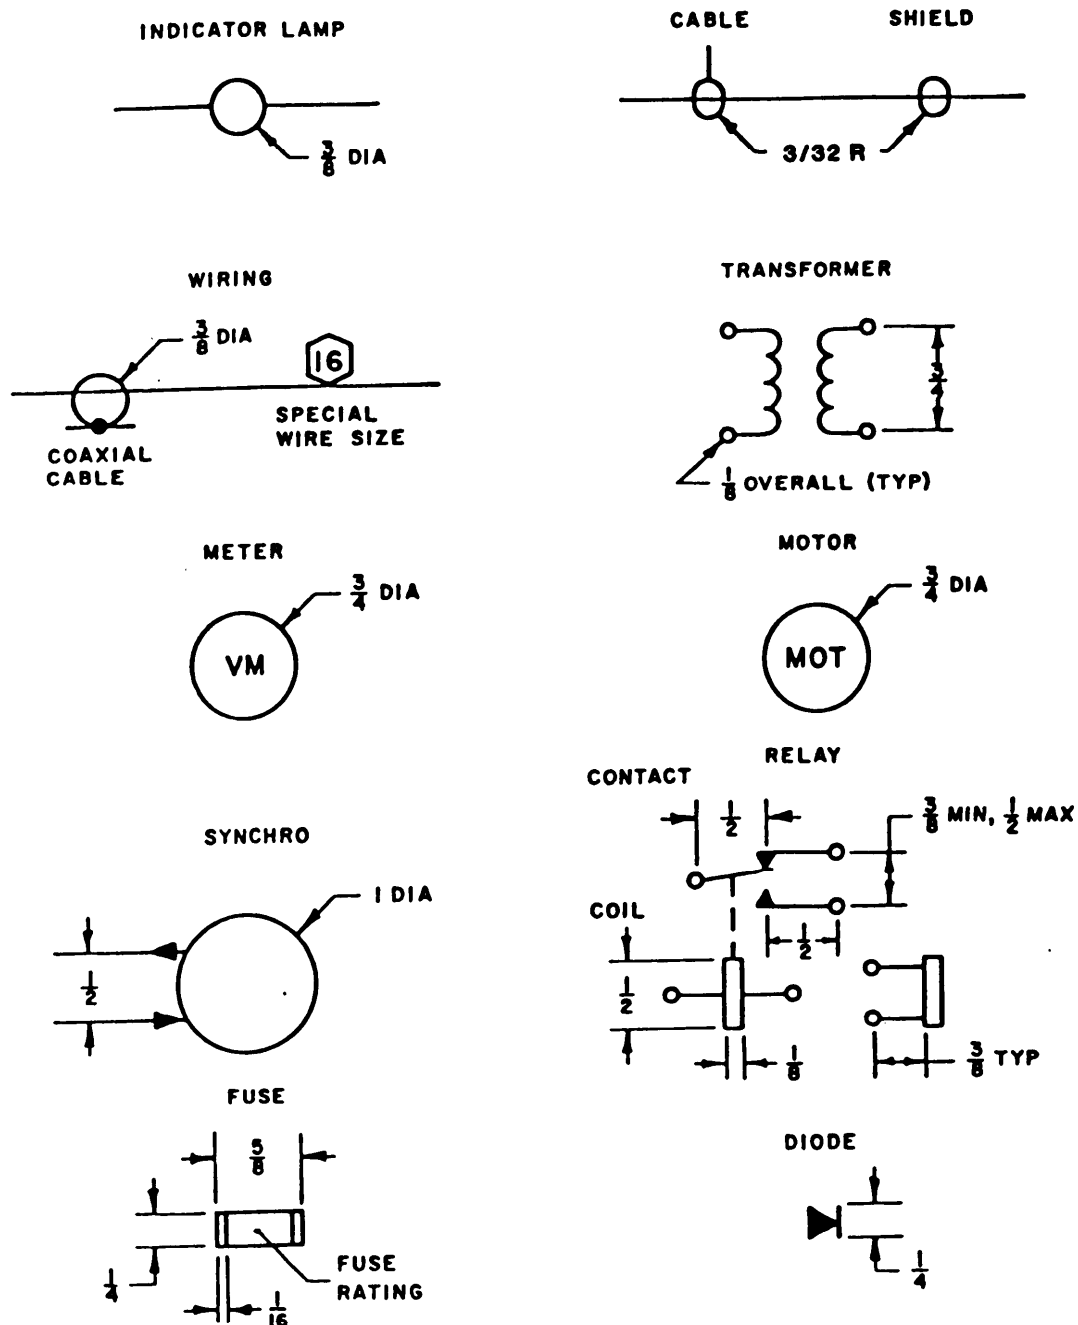 INDICATOR LAMP
3/8 DIA
CABLE
SHIELD
3/32 R
WIRING
3/8 DIA
16
SPECIAL
WIRE SIZE
COAXIAL
CABLE
TRANSFORMER
3/4
1/8 OVERALL (TYP)
METER
3/4 DIA
VM
MOTOR
3/4 DIA
MOT
SYNCHRO
1 DIA
1/2
RELAY
CONTACT
1/2
3/8 MIN, 1/2 MAX
COIL
1/2
1/2
1/8
3/8 TYP
FUSE
5/8
1/4
FUSE
RATING
1/16
DIODE
1/4